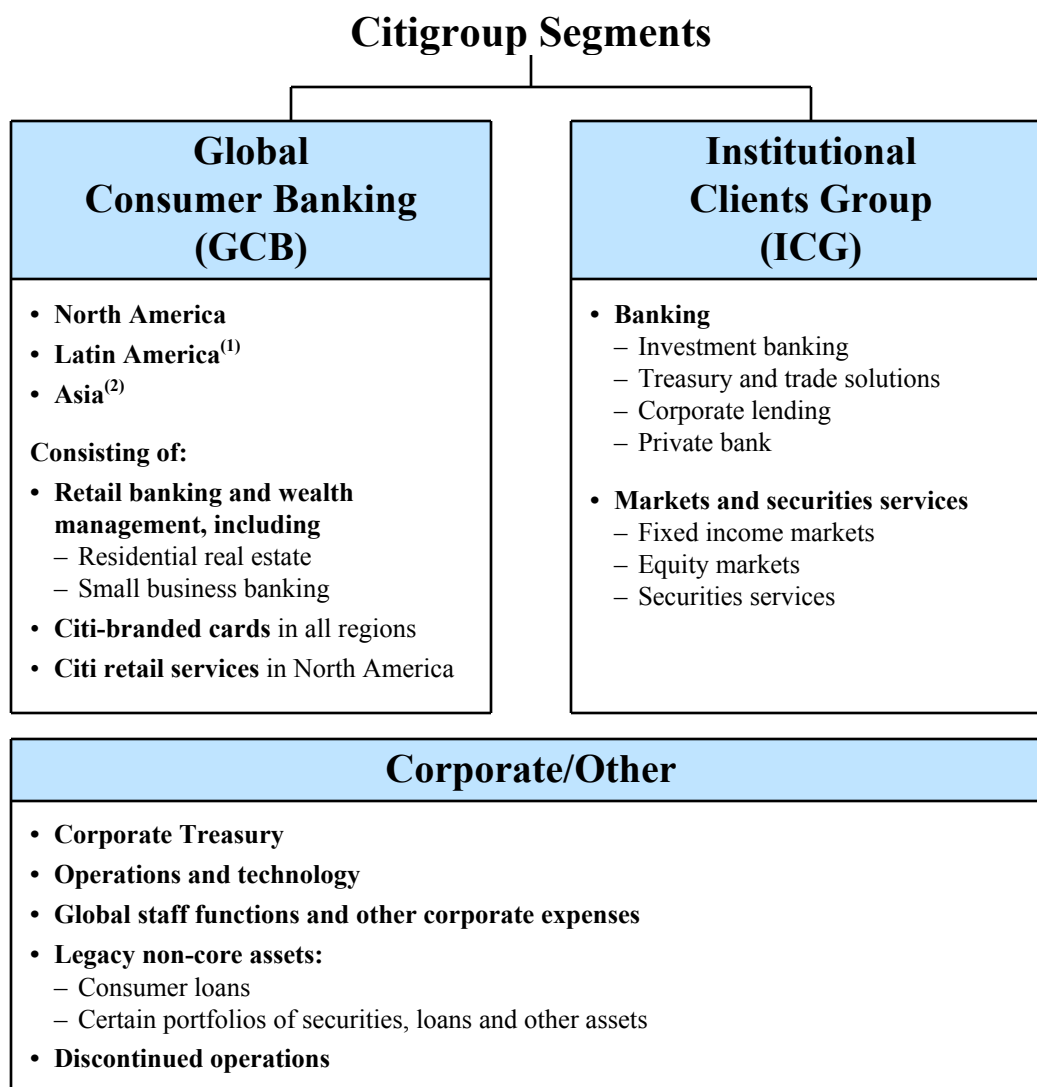 Citigroup Segments
Global
Consumer Banking
(GCB)
• North America
• Latin America(1)
• Asia(2)
Consisting of:
• Retail banking and wealth
management, including
– Residential real estate
– Small business banking
• Citi-branded cards in all regions
• Citi retail services in North America
Institutional
Clients Group
(ICG)
• Banking
– Investment banking
– Treasury and trade solutions
– Corporate lending
– Private bank
• Markets and securities services
– Fixed income markets
– Equity markets
– Securities services
Corporate/Other
• Corporate Treasury
• Operations and technology
• Global staff functions and other corporate expenses
• Legacy non-core assets:
– Consumer loans
– Certain portfolios of securities, loans and other assets
• Discontinued operations